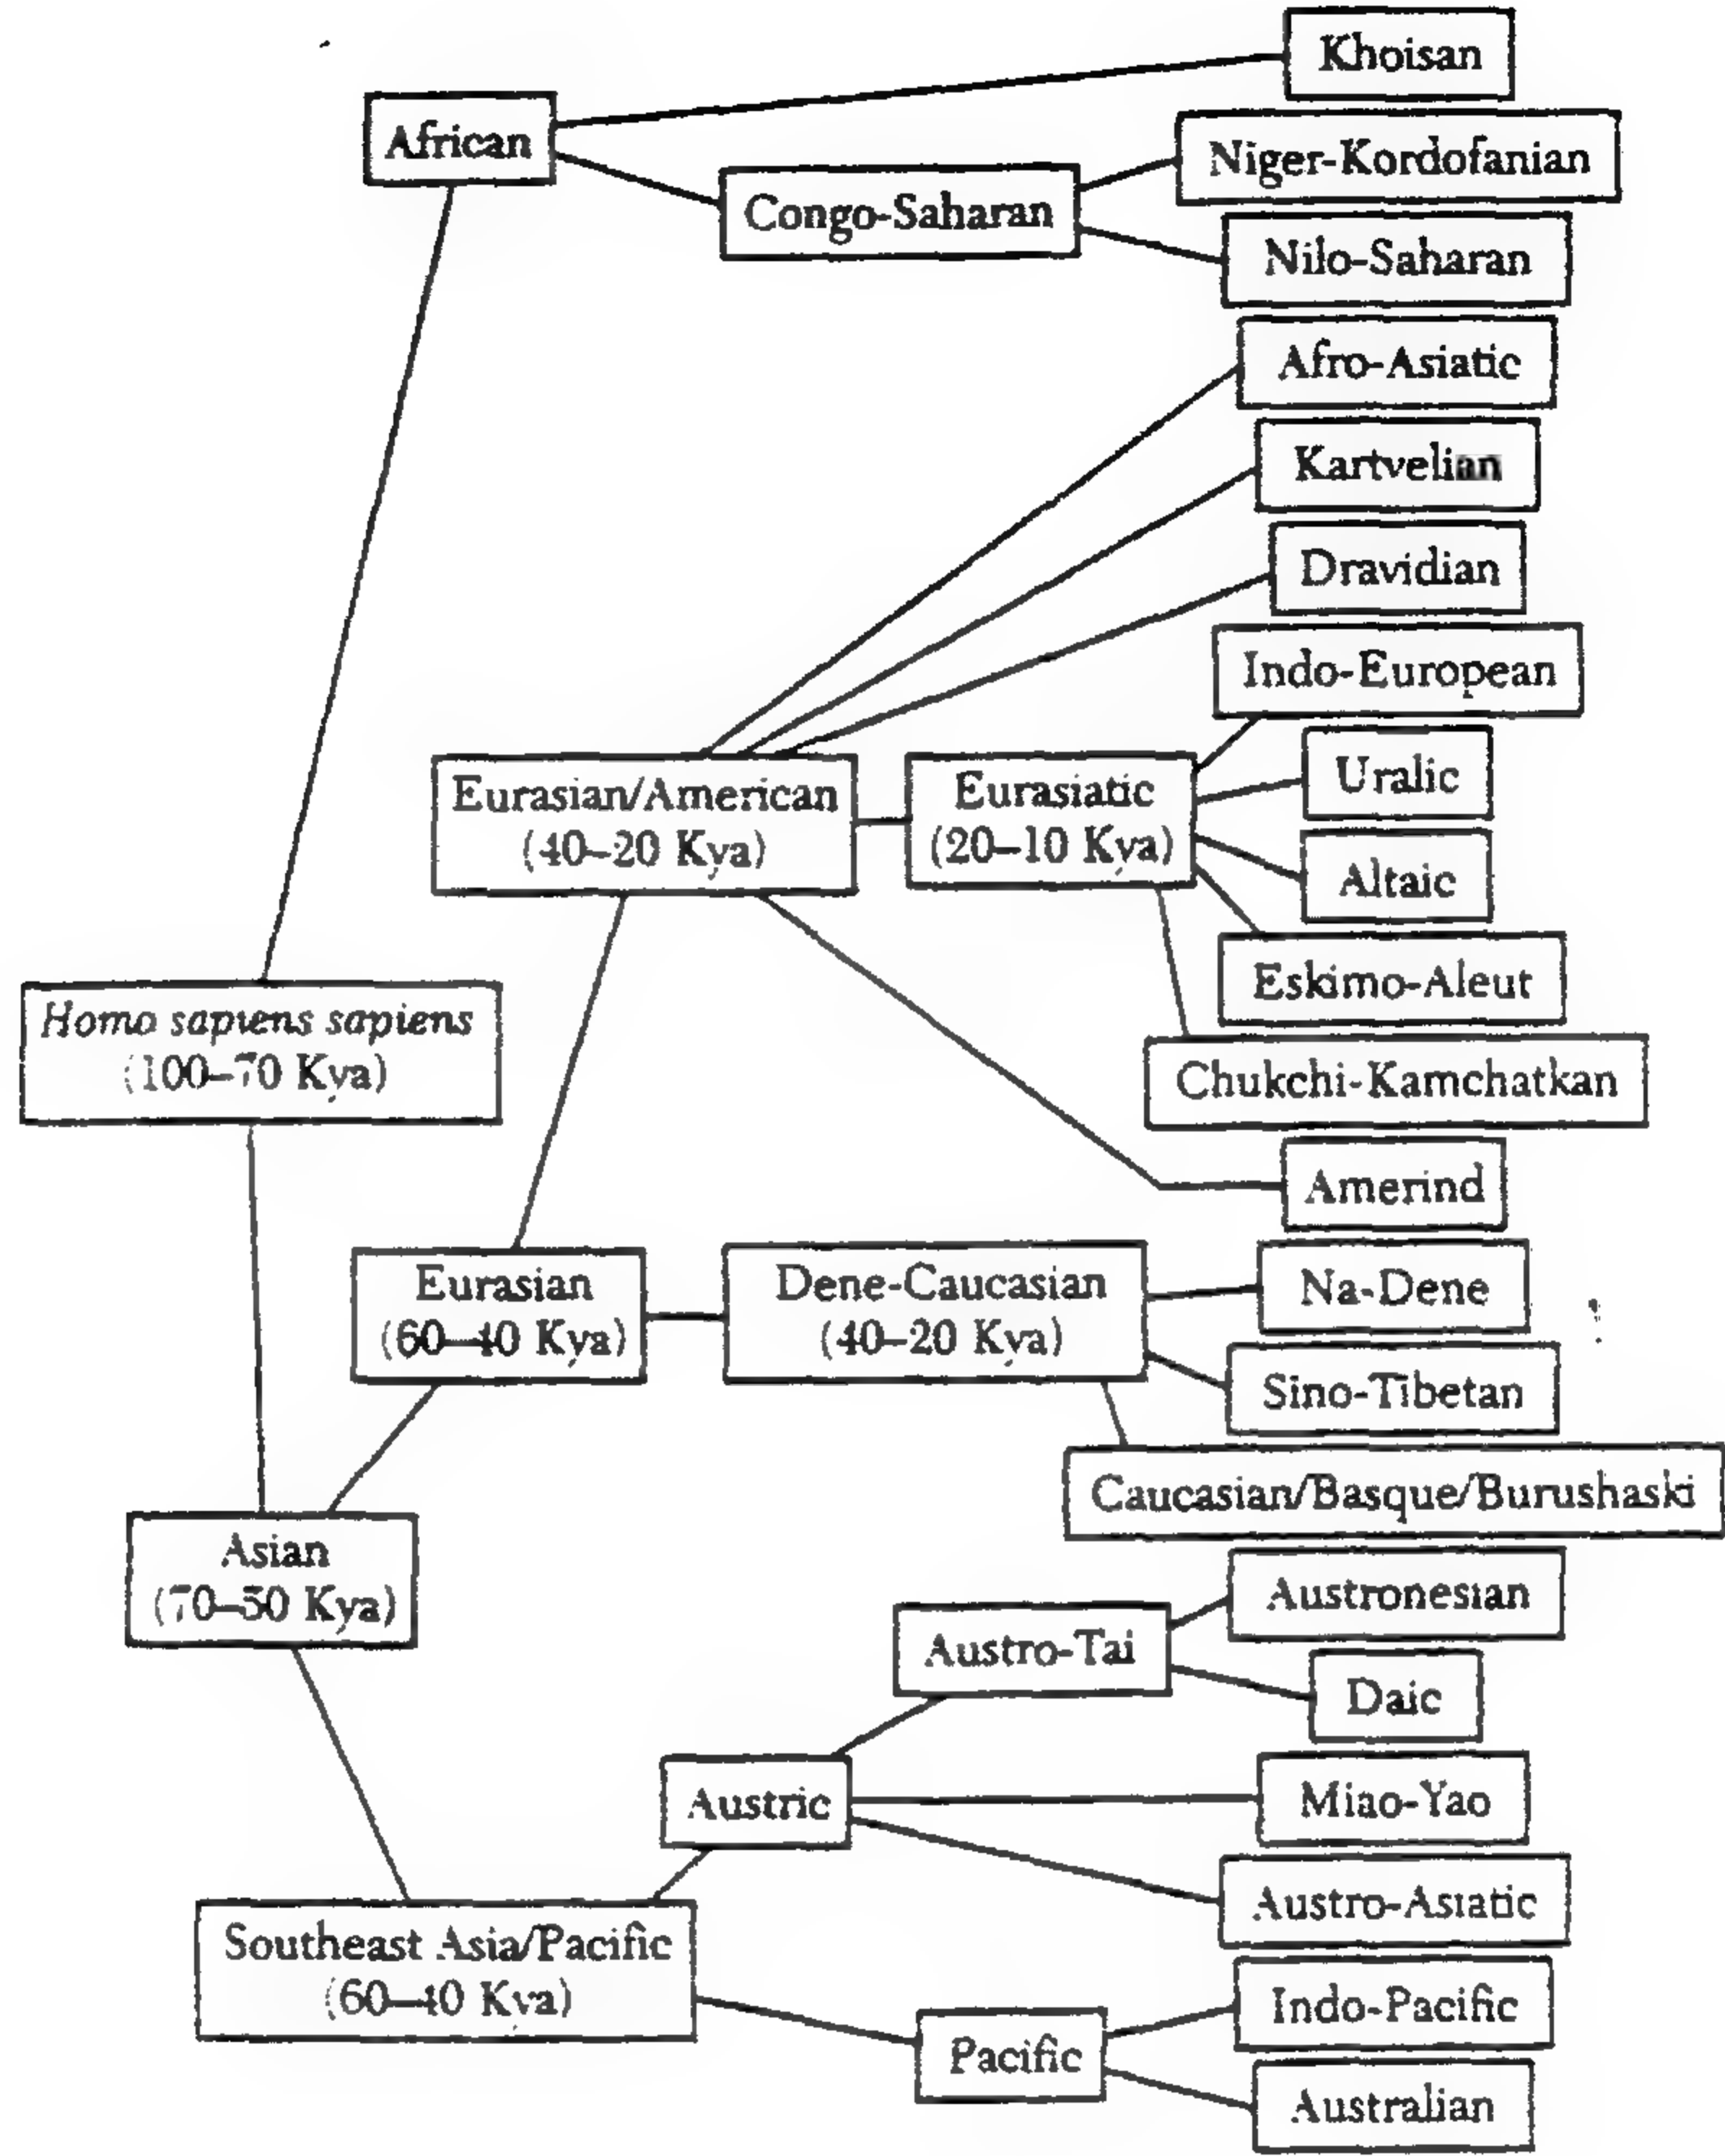 Khoisan
African
Niger-Kordofanian
Congo-Saharan
Nilo-Saharan
Afro-Asiatic
Kartvelian
Dravidian
Indo-European
Uralic
Eurasian/American
(40–20 Kya)
Eurasiatic
(20–10 Kya)
Altaic
Eskimo-Aleut
Homo sapiens sapiens
(100–70 Kya)
Chukchi-Kamchatkan
Amerind
Eurasian
(60–40 Kya)
Dene-Caucasian
(40–20 Kya)
Na-Dene
Sino-Tibetan
Caucasian/Basque/Burushaski
Asian
(70–50 Kya)
Austronesian
Austro-Tai
Daic
Austric
Miao-Yao
Austro-Asiatic
Southeast Asia/Pacific
(60–40 Kya)
Indo-Pacific
Pacific
Australian